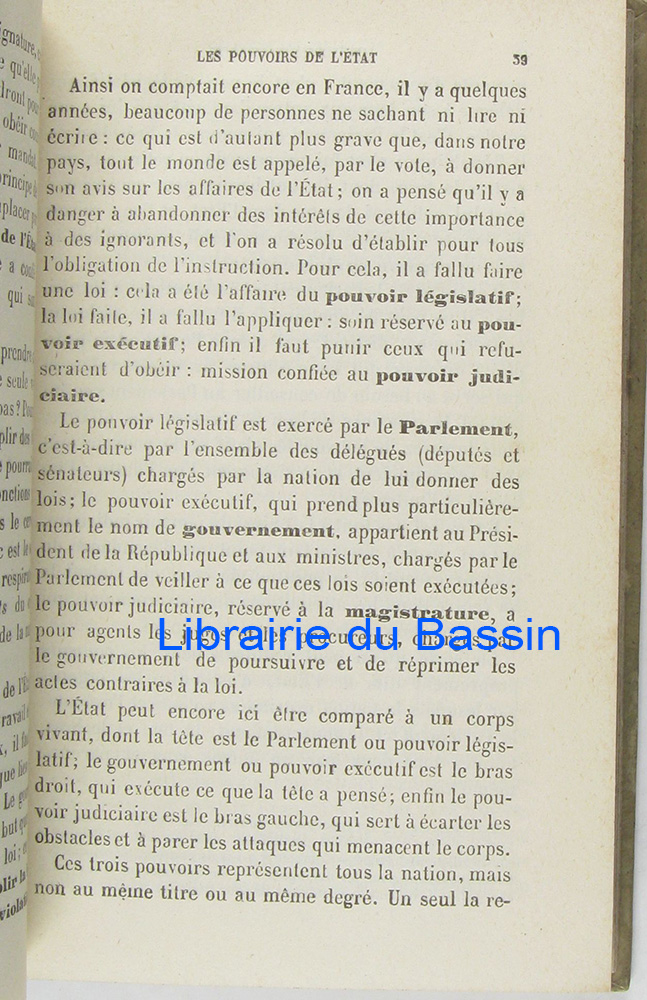 LES POUVOIRS DE L'ÉTAT 39
Ainsi on comptait encore en France, il y a quelques
années, beaucoup de personnes ne sachant ni lire ni
écrire : ce qui est d'autant plus grave que, dans notre
pays, tout le monde est appelé, par le vote, à donner
son avis sur les affaires de l'État ; on a pensé qu'il y a
danger à abandonner des intérêts de cette importance
à des ignorants, et l'on a résolu d'établir pour tous
l'obligation de l'instruction. Pour cela, il a fallu faire
une loi : cela a été l'affaire du pouvoir législatif ;
la loi faite, il a fallu l'appliquer : soin réservé au pou-
voir exécutif ; enfin il faut punir ceux qui refu-
seraient d'obéir : mission confiée au pouvoir judi-
ciaire.
Le pouvoir législatif est exercé par le Parlement,
c'est-à-dire par l'ensemble des délégués (députés et
sénateurs) chargés par la nation de lui donner des
lois ; le pouvoir exécutif, qui prend plus particulière-
ment le nom de gouvernement, appartient au Prési-
dent de la République et aux ministres, chargés par le
Parlement de veiller à ce que ces lois soient exécutées ;
le pouvoir judiciaire, réservé à la magistrature, a
pour agents les juges et les procureurs, chargés par
Librairie du Bassin
le gouvernement de poursuivre et de réprimer les
actes contraires à la loi.
L'État peut encore ici être comparé à un corps
vivant, dont la tête est le Parlement ou pouvoir légis-
latif ; le gouvernement ou pouvoir exécutif est le bras
droit, qui exécute ce que la tête a pensé ; enfin le pou-
voir judiciaire est le bras gauche, qui sert à écarter les
obstacles et à parer les attaques qui menacent le corps.
Ces trois pouvoirs représentent tous la nation, mais
non au même titre ou au même degré. Un seul la re-